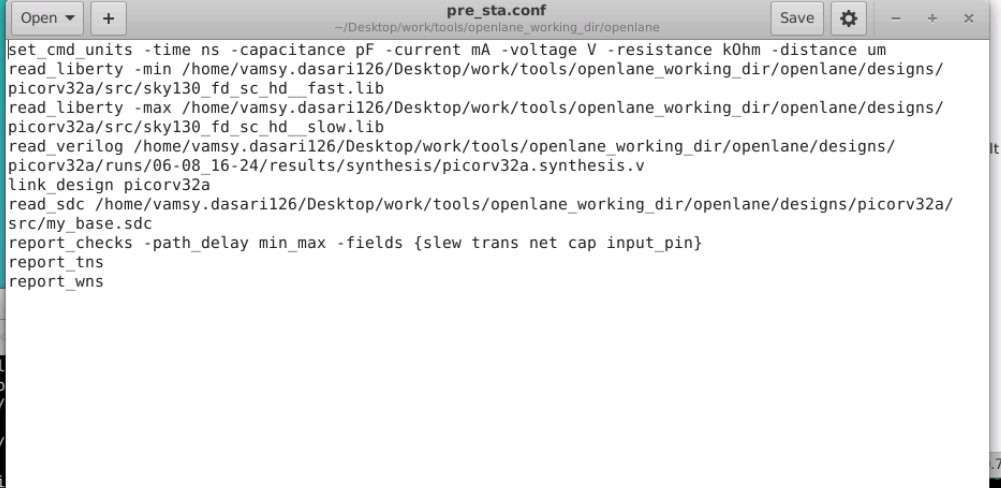 Open
+
pre_sta.conf
~/Desktop/work/tools/openlane_working_dir/openlane
Save
set_cmd_units -time ns -capacitance pF -current mA -voltage V -resistance kOhm -distance um
read_liberty -min /home/vamsy.dasari126/Desktop/work/tools/openlane_working_dir/openlane/designs/
picorv32a/src/sky130_fd_sc_hd__fast.lib
read_liberty -max /home/vamsy.dasari126/Desktop/work/tools/openlane_working_dir/openlane/designs/
picorv32a/src/sky130_fd_sc_hd__slow.lib
read_verilog /home/vamsy.dasari126/Desktop/work/tools/openlane_working_dir/openlane/designs/
picorv32a/runs/06-08_16-24/results/synthesis/picorv32a.synthesis.v
link_design picorv32a
read_sdc /home/vamsy.dasari126/Desktop/work/tools/openlane_working_dir/openlane/designs/picorv32a/
src/my_base.sdc
report_checks -path_delay min_max -fields {slew trans net cap input_pin}
report_tns
report_wns